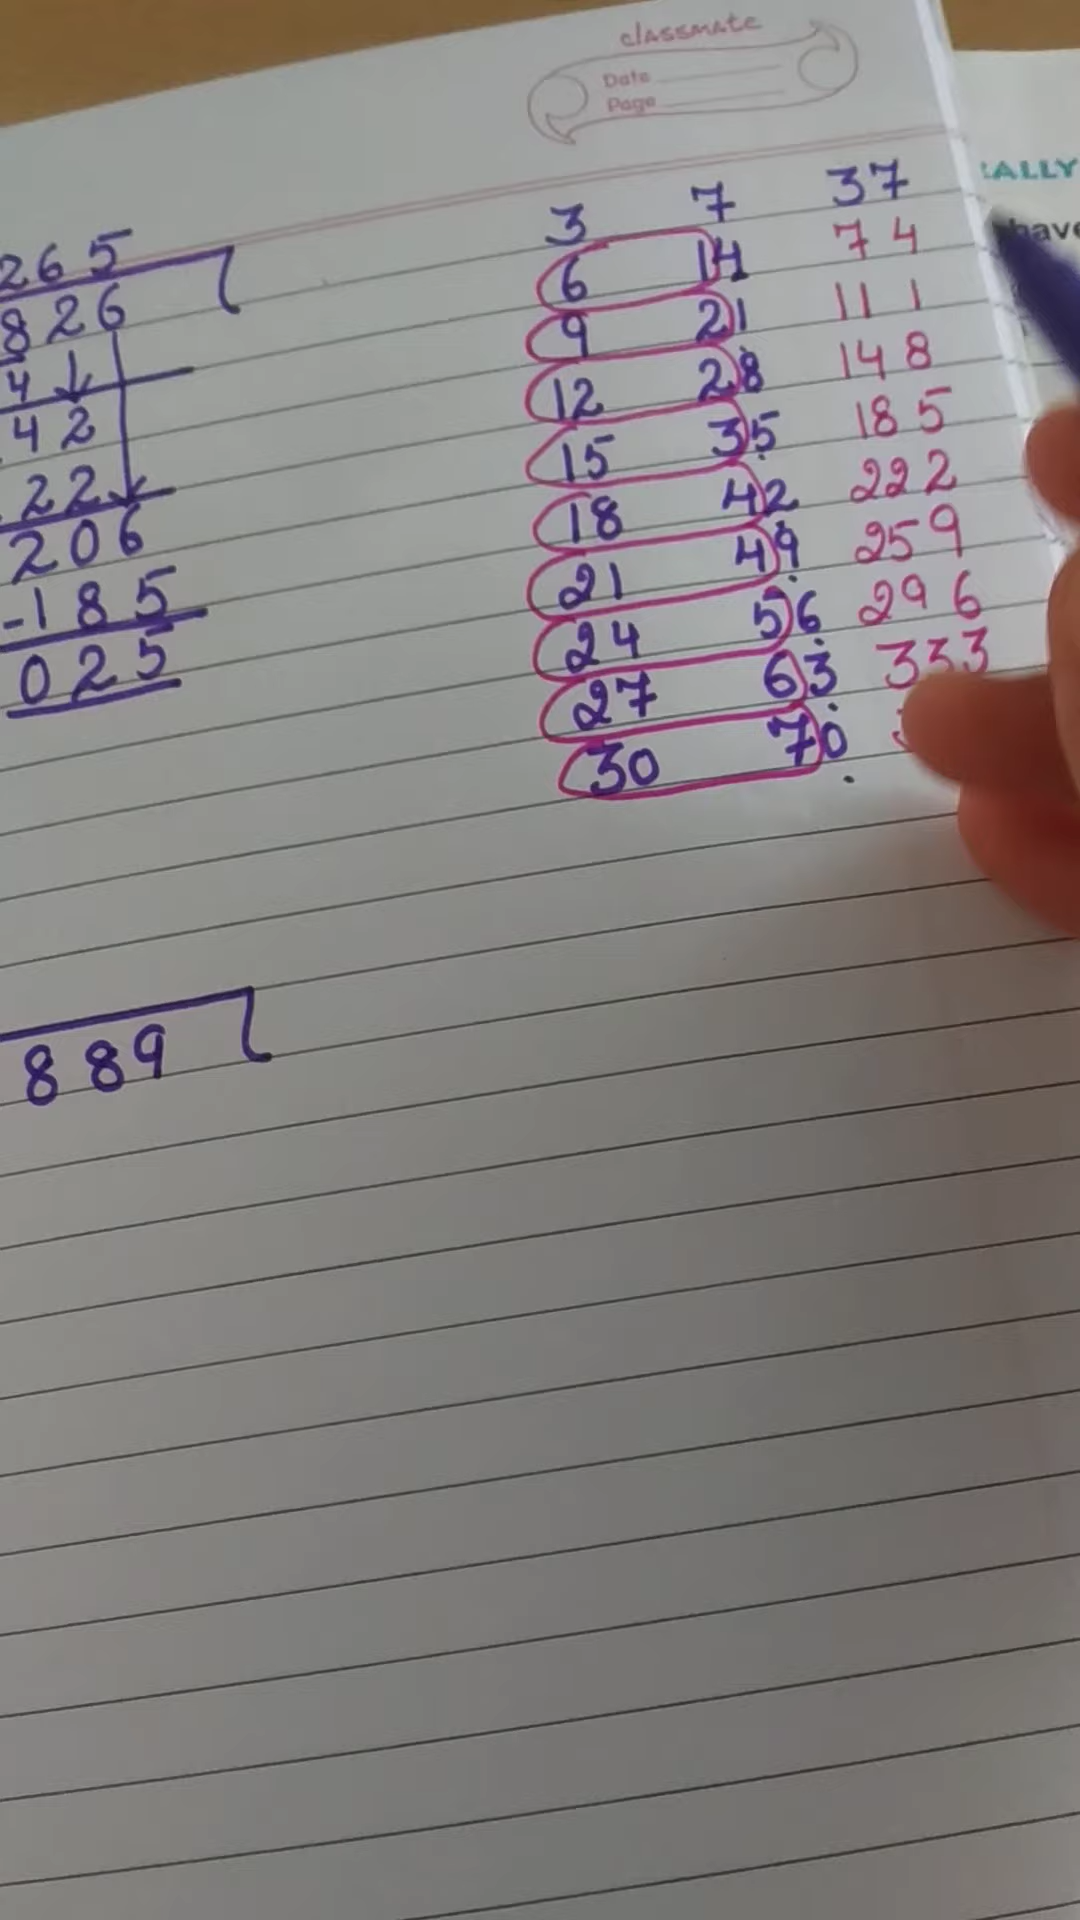 classmate
Date
Page
3 7 37
6 14 74
9 21 111
12 28 148
15 35 185
18 42 222
21 49 259
24 56 296
27 63 333
30 70
265
826
4
42
22
206
-185
025
889
ALLY
have